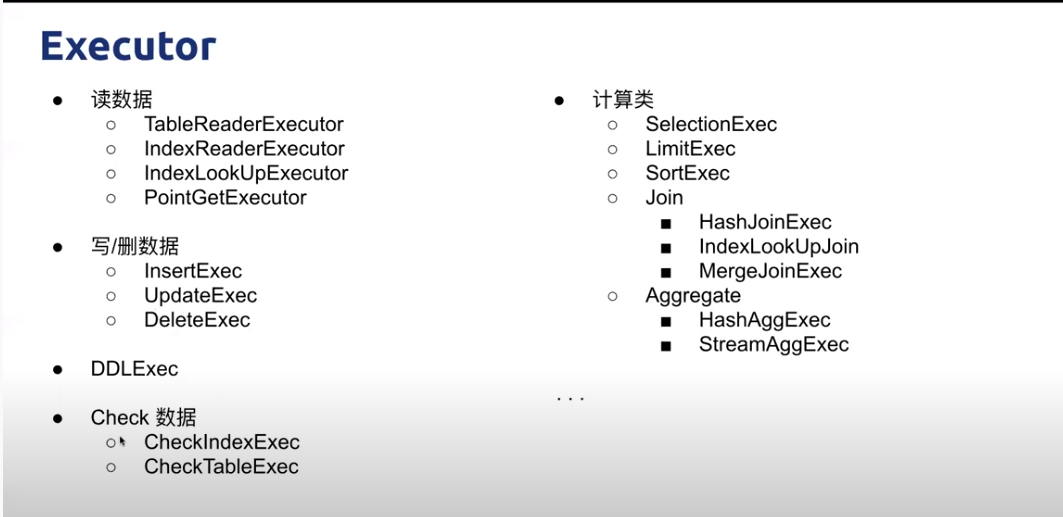 Executor
● 读数据
○ TableReaderExecutor
○ IndexReaderExecutor
○ IndexLookUpExecutor
○ PointGetExecutor
● 写/删数据
○ InsertExec
○ UpdateExec
○ DeleteExec
● DDLExec
● Check 数据
○ CheckIndexExec
○ CheckTableExec
● 计算类
○ SelectionExec
○ LimitExec
○ SortExec
○ Join
■ HashJoinExec
■ IndexLookUpJoin
■ MergeJoinExec
○ Aggregate
■ HashAggExec
■ StreamAggExec
...